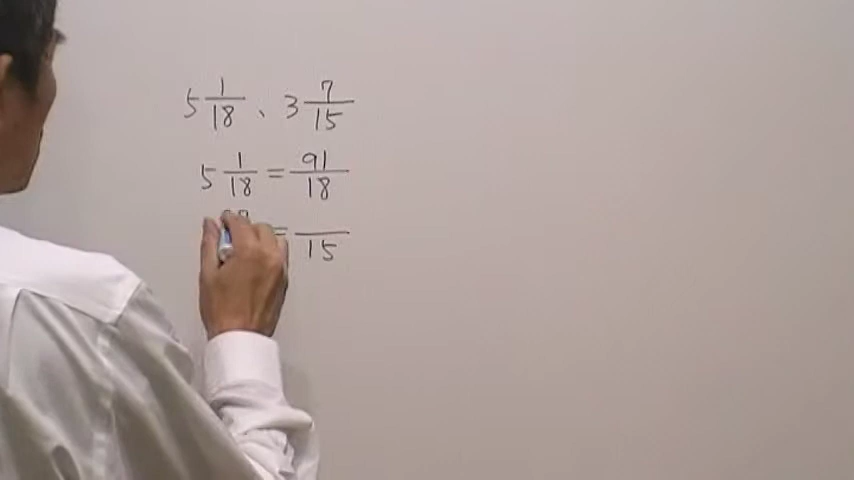 5 1/18 、 3 7/15
5 1/18 = 91/18
= /15